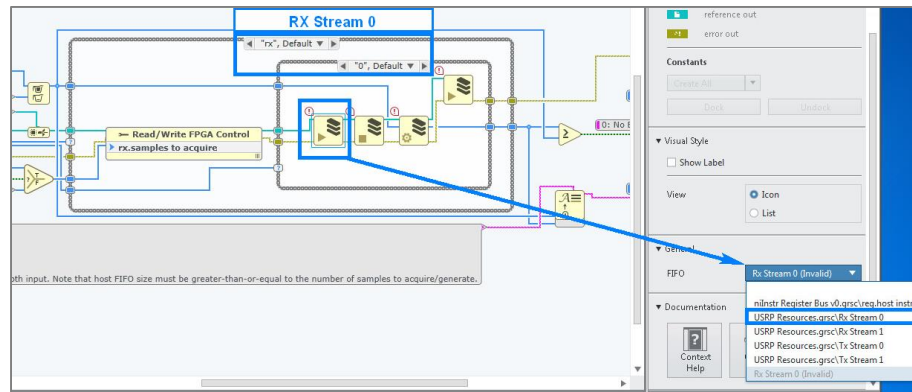 RX Stream 0
"rx", Default
"0", Default
Read/Write FPGA Control
rx.samples to acquire
0: No E
oth input. Note that host FIFO size must be greater-than-or-equal to the number of samples to acquire/generate.
reference out
error out
Constants
Create All
Dock
Undock
Visual Style
Show Label
View
Icon
List
General
FIFO
Rx Stream 0 (Invalid)
niInstr Register Bus v0.grsc\reg.host instr
USRP Resources.grsc\Rx Stream 0
USRP Resources.grsc\Rx Stream 1
USRP Resources.grsc\Tx Stream 0
USRP Resources.grsc\Tx Stream 1
Rx Stream 0 (Invalid)
Documentation
Context
Help